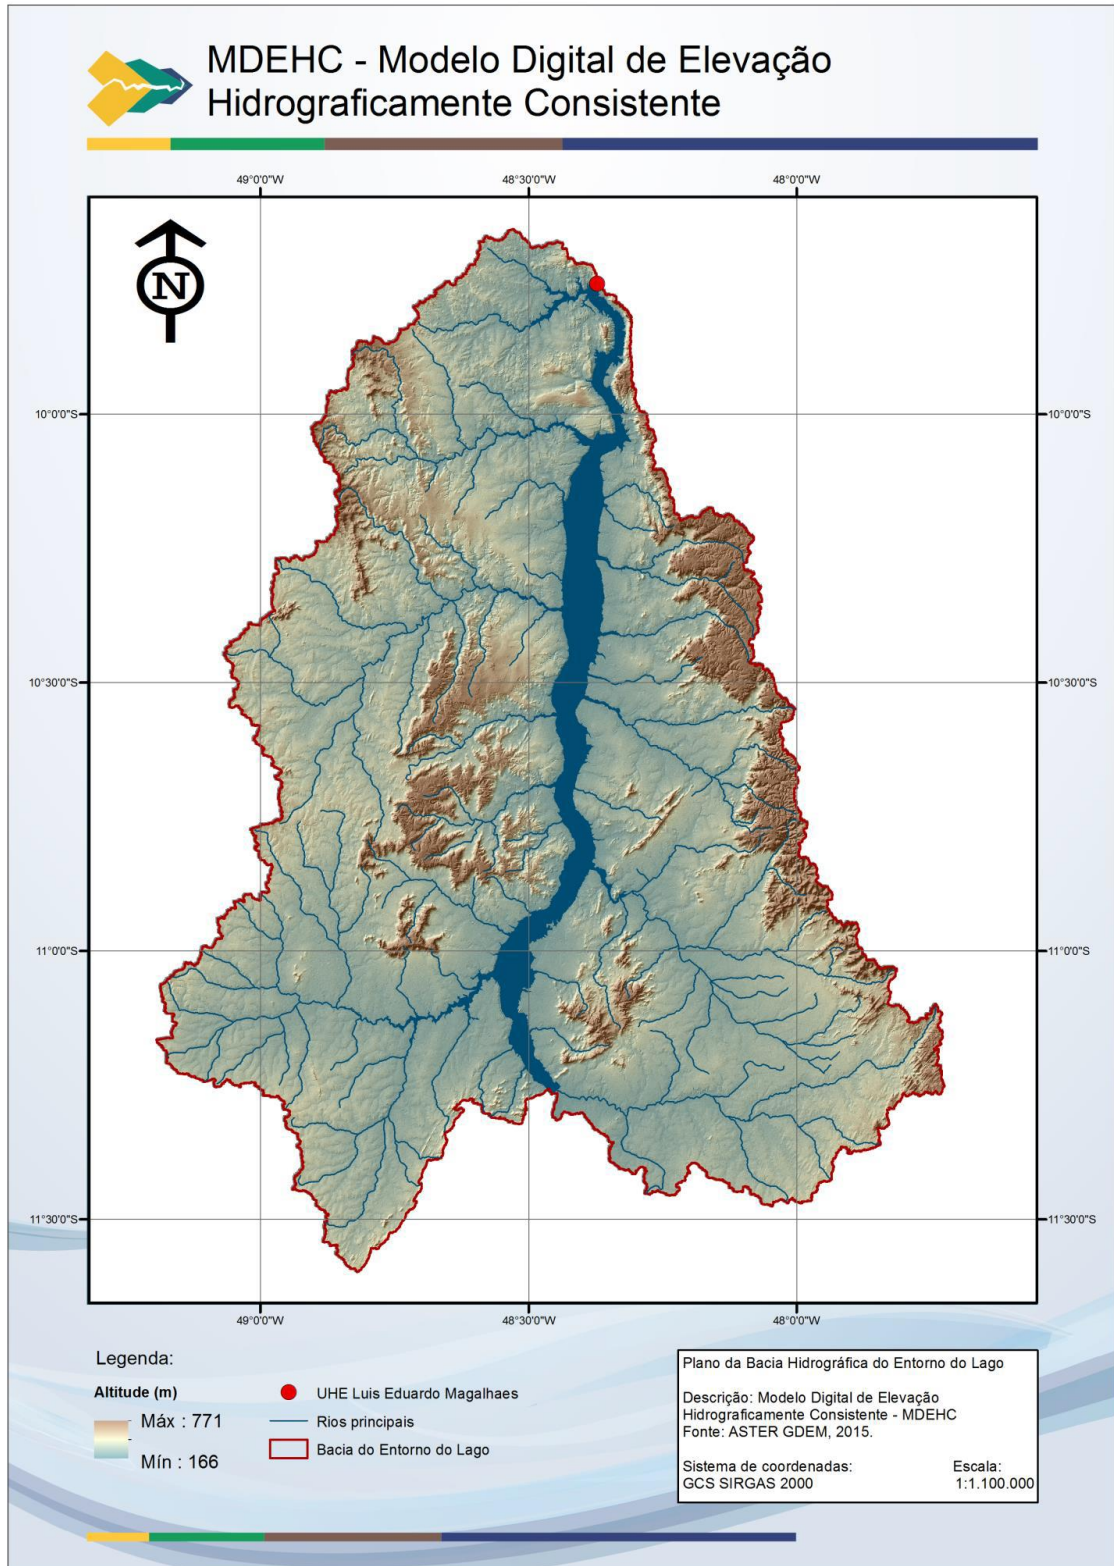 MDEHC - Modelo Digital de Elevação
Hidrograficamente Consistente
49°0'0"W
48°30'0"W
48°0'0"W
N
10°0'0"S
10°0'0"S
10°30'0"S
10°30'0"S
11°0'0"S
11°0'0"S
11°30'0"S
11°30'0"S
49°0'0"W
48°30'0"W
48°0'0"W
Legenda:
Altitude (m)
Máx : 771
Mín : 166
UHE Luis Eduardo Magalhaes
Rios principais
Bacia do Entorno do Lago
Plano da Bacia Hidrográfica do Entorno do Lago
Descrição: Modelo Digital de Elevação
Hidrograficamente Consistente - MDEHC
Fonte: ASTER GDEM, 2015.
Sistema de coordenadas:
GCS SIRGAS 2000
Escala:
1:1.100.000